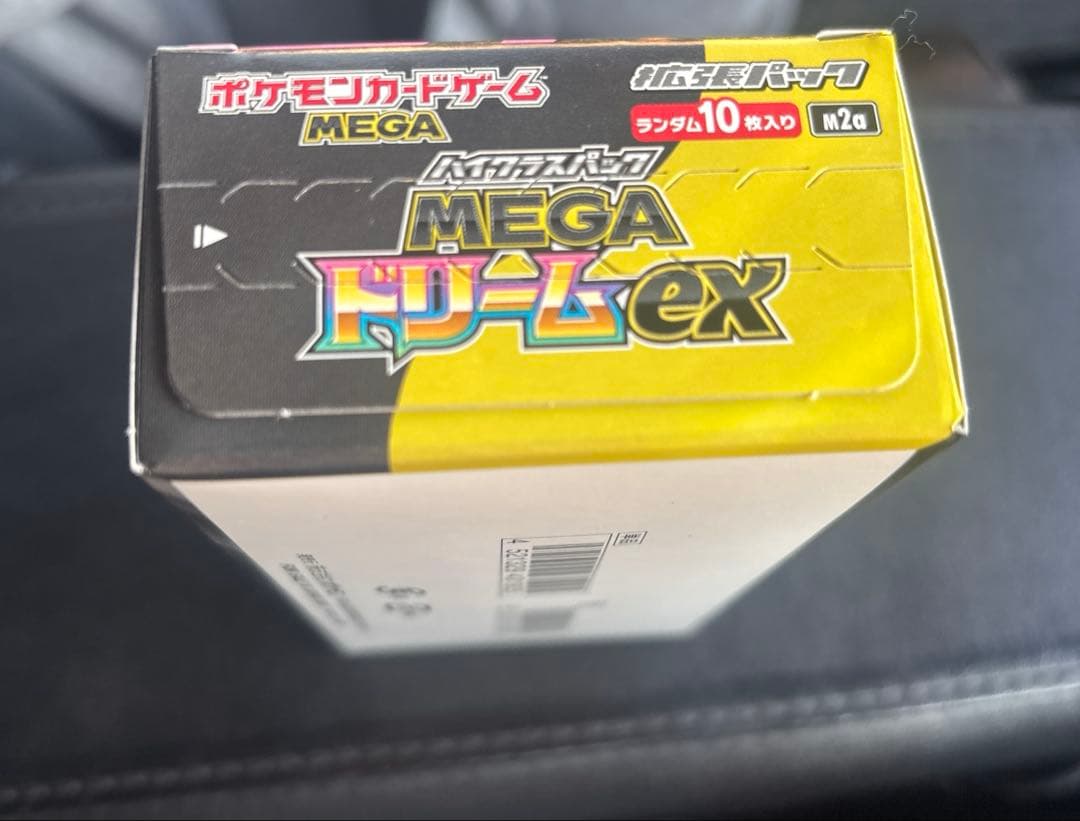 ポケモンカードゲーム
MEGA
拡張パック
ランダム10枚入り
M2a
ハイクラスパック
MEGA
ドリームex